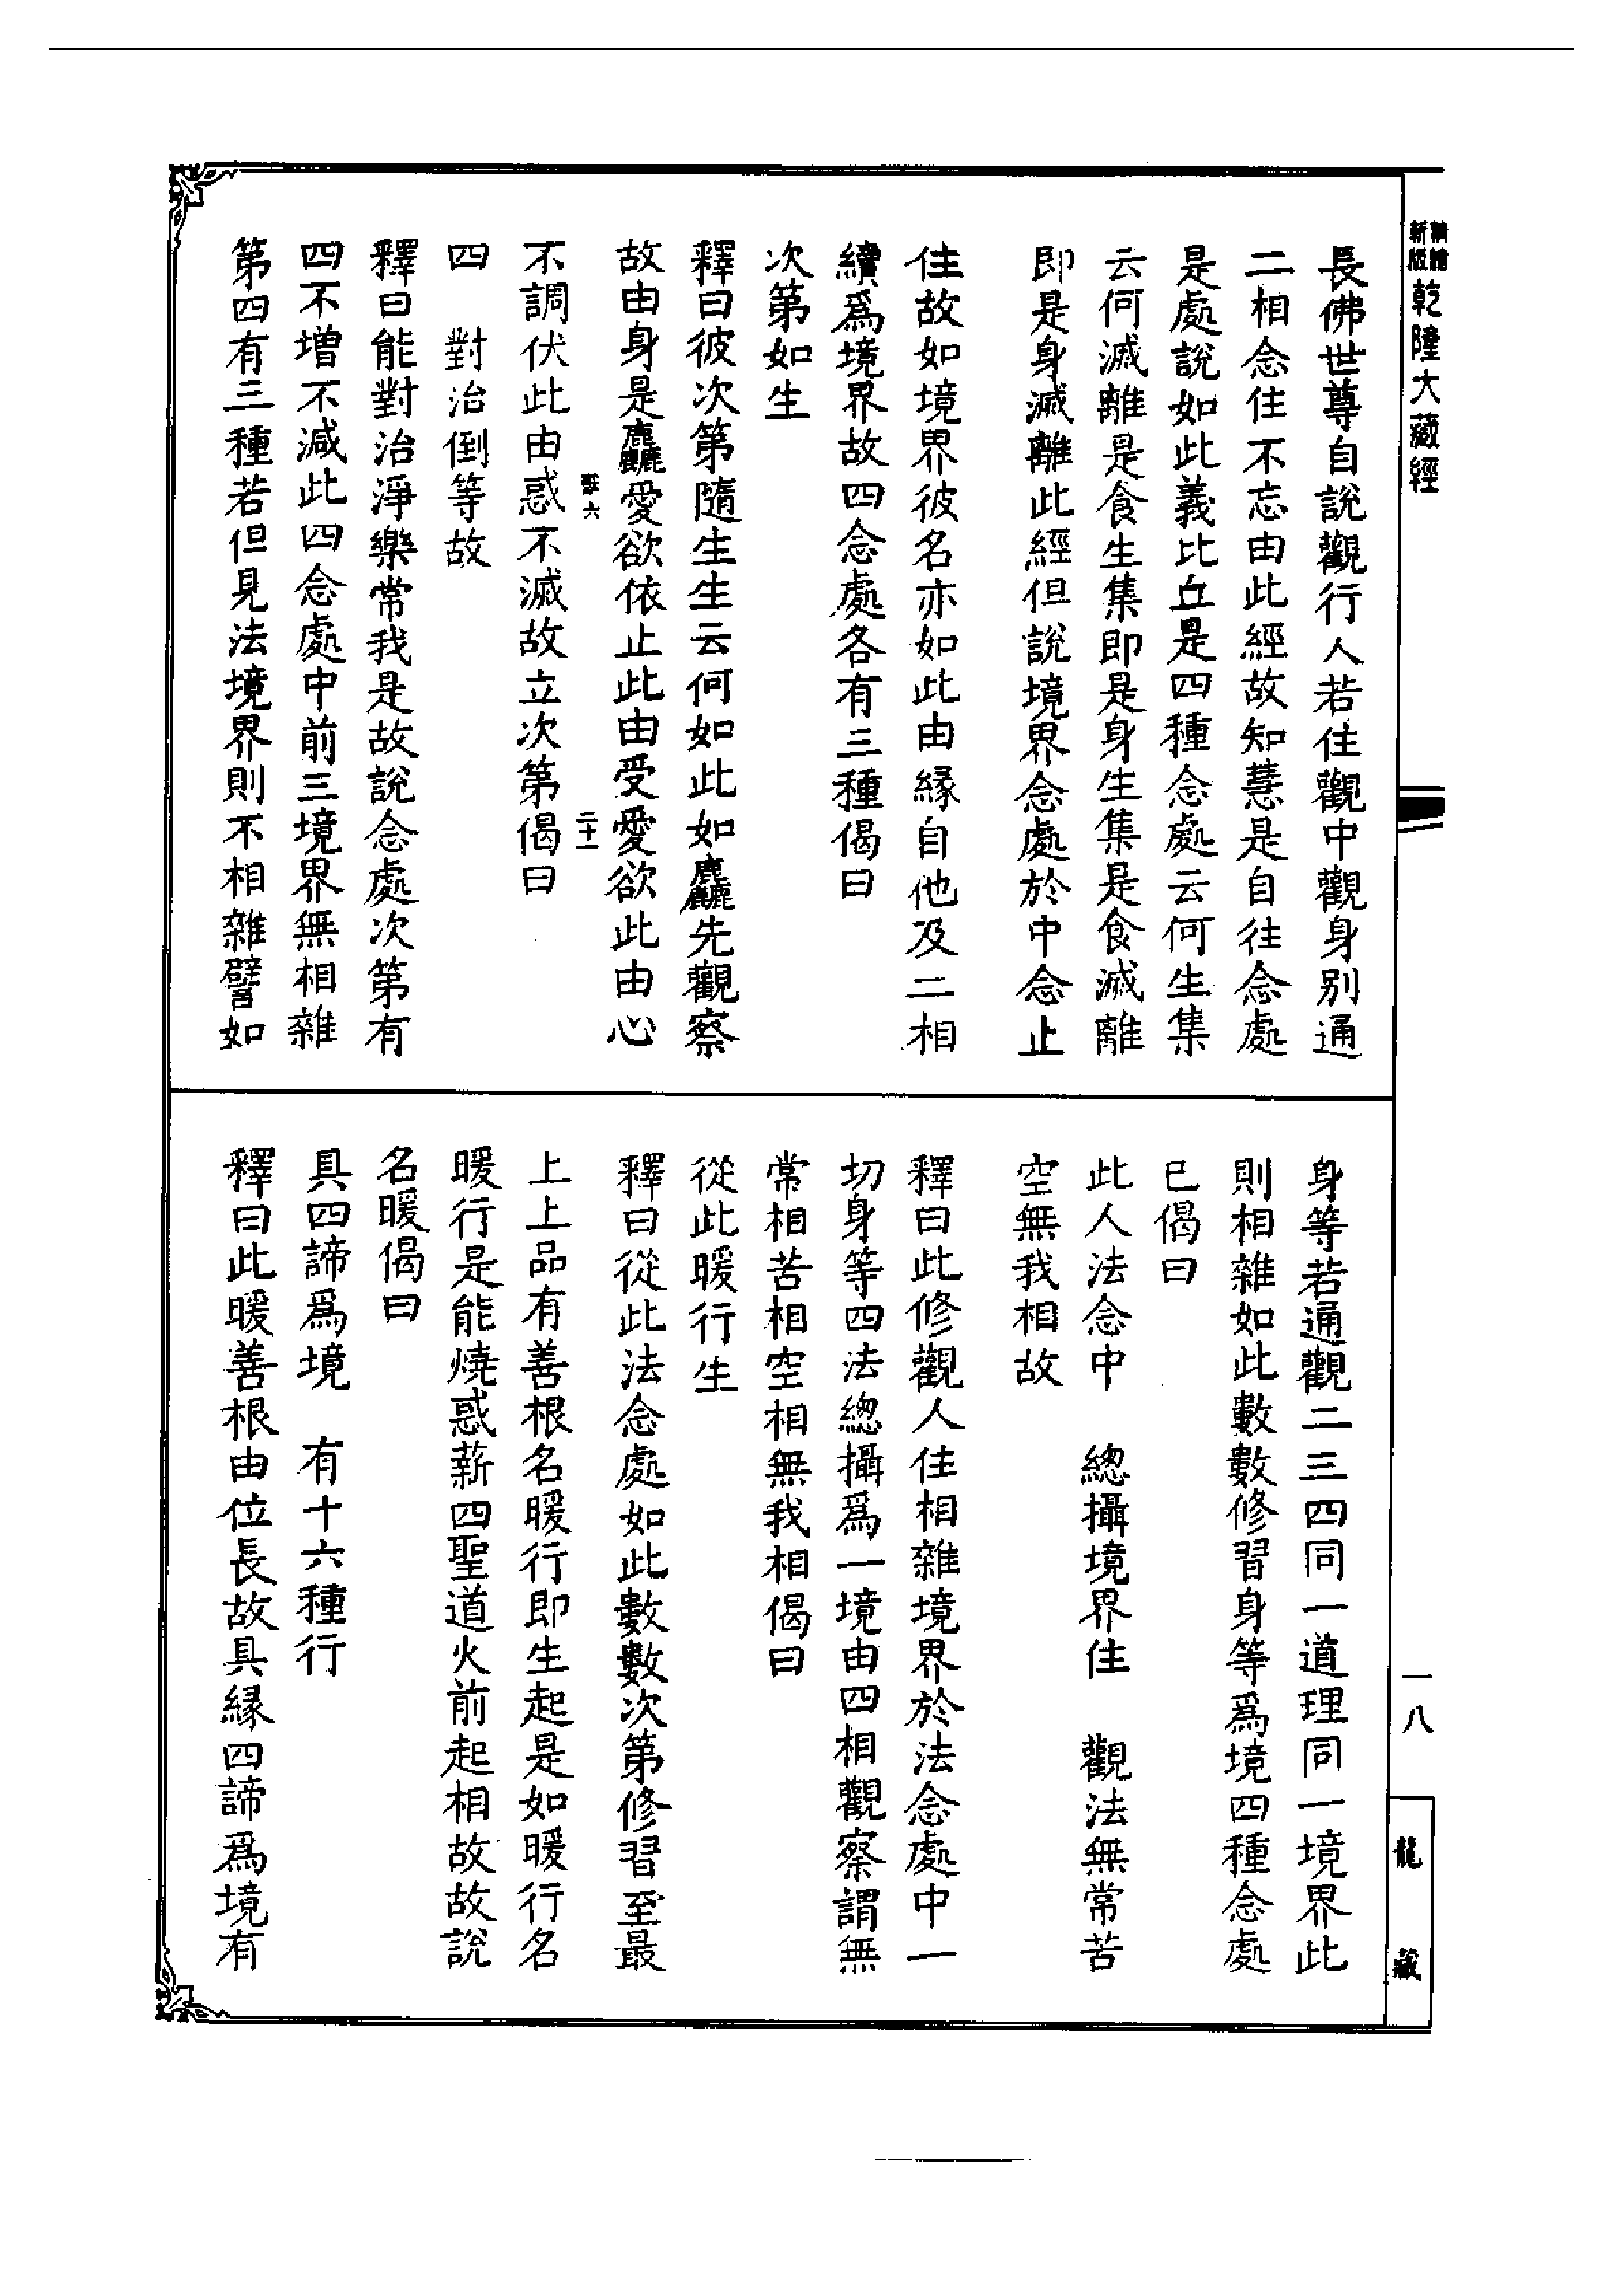 新版
乾隆大藏經
長佛世尊自說觀行人若住觀中觀身别通
二相念住不忘由此經故知慧是自往念處
是處說如此義比丘是四種念處云何生集
云何滅離是食生集即是身生集是食滅離
即是身滅離此經但說境界念處於中念止
住故如境界彼名亦如此由緣自他及二相
續爲境界故四念處各有三種偈曰
次第如生
釋曰彼次第隨生生云何如此如麤先觀察
故由身是麤愛欲依止此由受愛欲此由心
六
二十一
不調伏此由惑不滅故立次第偈曰
四　對治倒等故
釋曰能對治淨樂常我是故說念處次第有
四不增不減此四念處中前三境界無相雜
第四有三種若但見法境界則不相雜譬如
身等若通觀二三四同一道理同一境界此
則相雜如此數數修習身等爲境四種念處
已偈曰
此人法念中　總攝境界住　觀法無常苦
空無我相故
釋曰此修觀人住相雜境界於法念處中一
切身等四法總攝爲一境由四相觀察謂無
常相苦相空相無我相偈曰
從此暖行生
釋曰從此法念處如此數數次第修習至最
上上品有善根名暖行即生起是如暖行名
暖行是能燒惑薪四聖道火前起相故故說
名暖偈曰
具四諦爲境　有十六種行
釋曰此暖善根由位長故具緣四諦爲境有
一八
龍藏